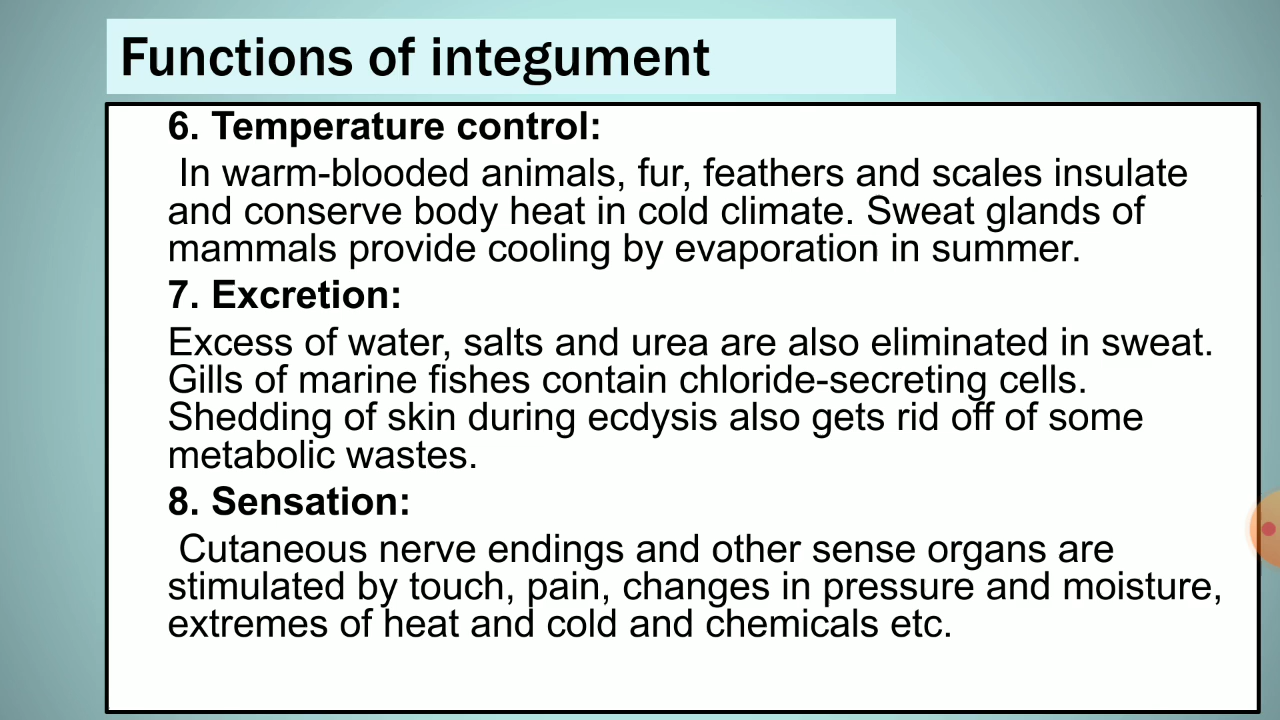 Functions of integument
6. Temperature control:
In warm-blooded animals, fur, feathers and scales insulate
and conserve body heat in cold climate. Sweat glands of
mammals provide cooling by evaporation in summer.
7. Excretion:
Excess of water, salts and urea are also eliminated in sweat.
Gills of marine fishes contain chloride-secreting cells.
Shedding of skin during ecdysis also gets rid off of some
metabolic wastes.
8. Sensation:
Cutaneous nerve endings and other sense organs are
stimulated by touch, pain, changes in pressure and moisture,
extremes of heat and cold and chemicals etc.